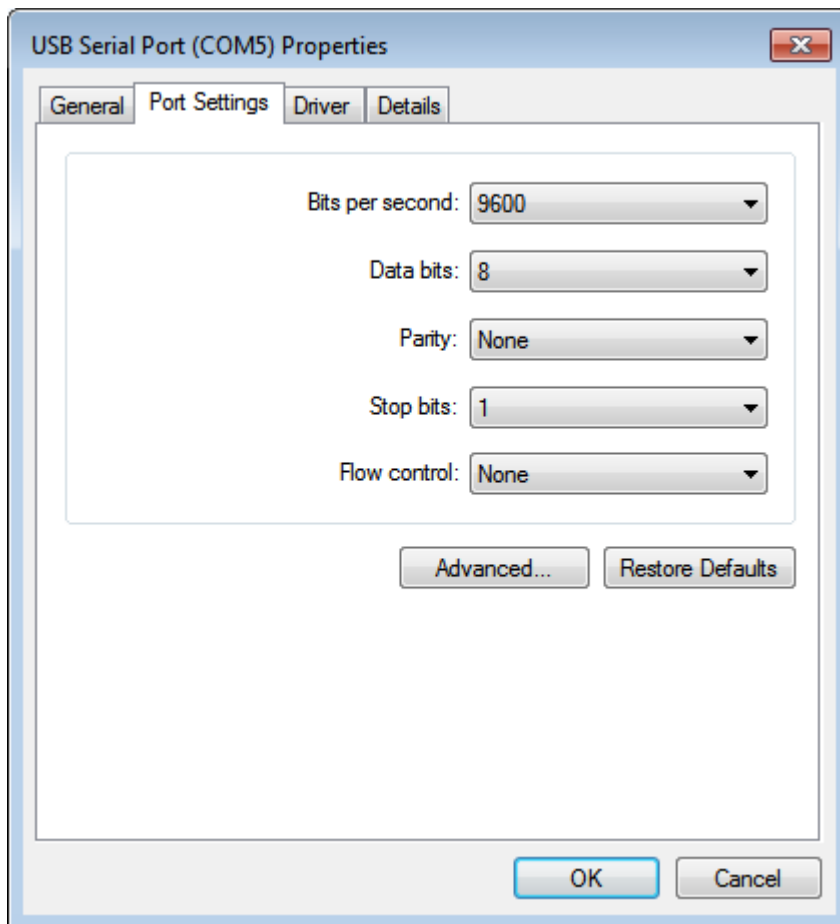 USB Serial Port (COM5) Properties
General Port Settings Driver Details
Bits per second: 9600
Data bits: 8
Parity: None
Stop bits: 1
Flow control: None
Advanced... Restore Defaults
OK Cancel